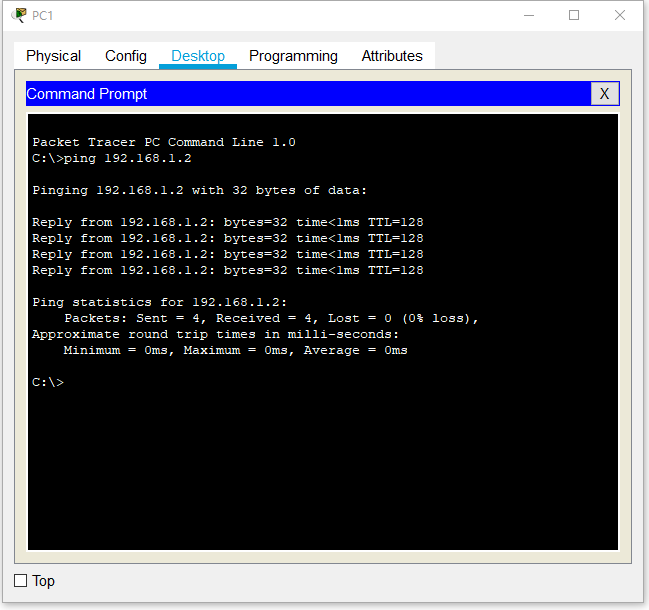 PC1
Physical Config Desktop Programming Attributes
Command Prompt X
Packet Tracer PC Command Line 1.0
C:\>ping 192.168.1.2
Pinging 192.168.1.2 with 32 bytes of data:
Reply from 192.168.1.2: bytes=32 time<1ms TTL=128
Reply from 192.168.1.2: bytes=32 time<1ms TTL=128
Reply from 192.168.1.2: bytes=32 time<1ms TTL=128
Reply from 192.168.1.2: bytes=32 time<1ms TTL=128
Ping statistics for 192.168.1.2:
Packets: Sent = 4, Received = 4, Lost = 0 (0% loss),
Approximate round trip times in milli-seconds:
Minimum = 0ms, Maximum = 0ms, Average = 0ms
C:\>
Top